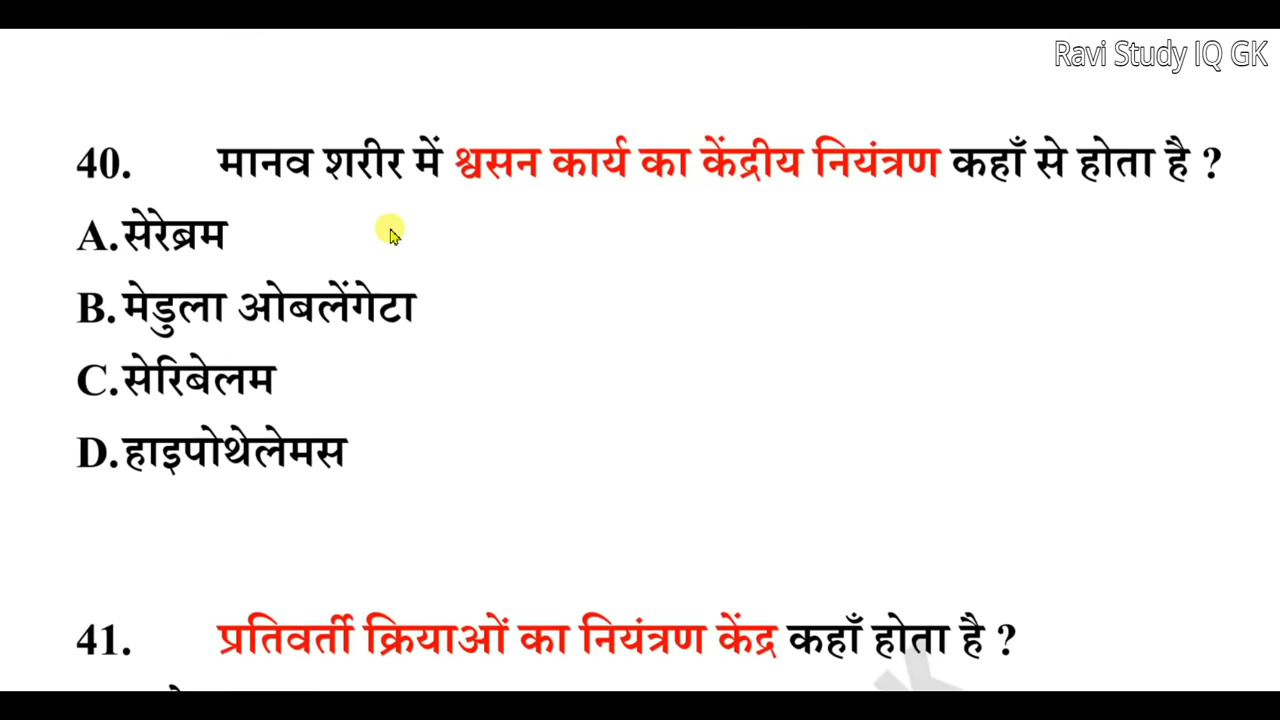 Ravi Study IQ GK
40. मानव शरीर में श्वसन कार्य का केंद्रीय नियंत्रण कहाँ से होता है ?
A.सेरेब्रम
B.मेडुला ओबलेंगेटा
C.सेरिबेलम
D.हाइपोथेलेमस
41. प्रतिवर्ती क्रियाओं का नियंत्रण केंद्र कहाँ होता है ?